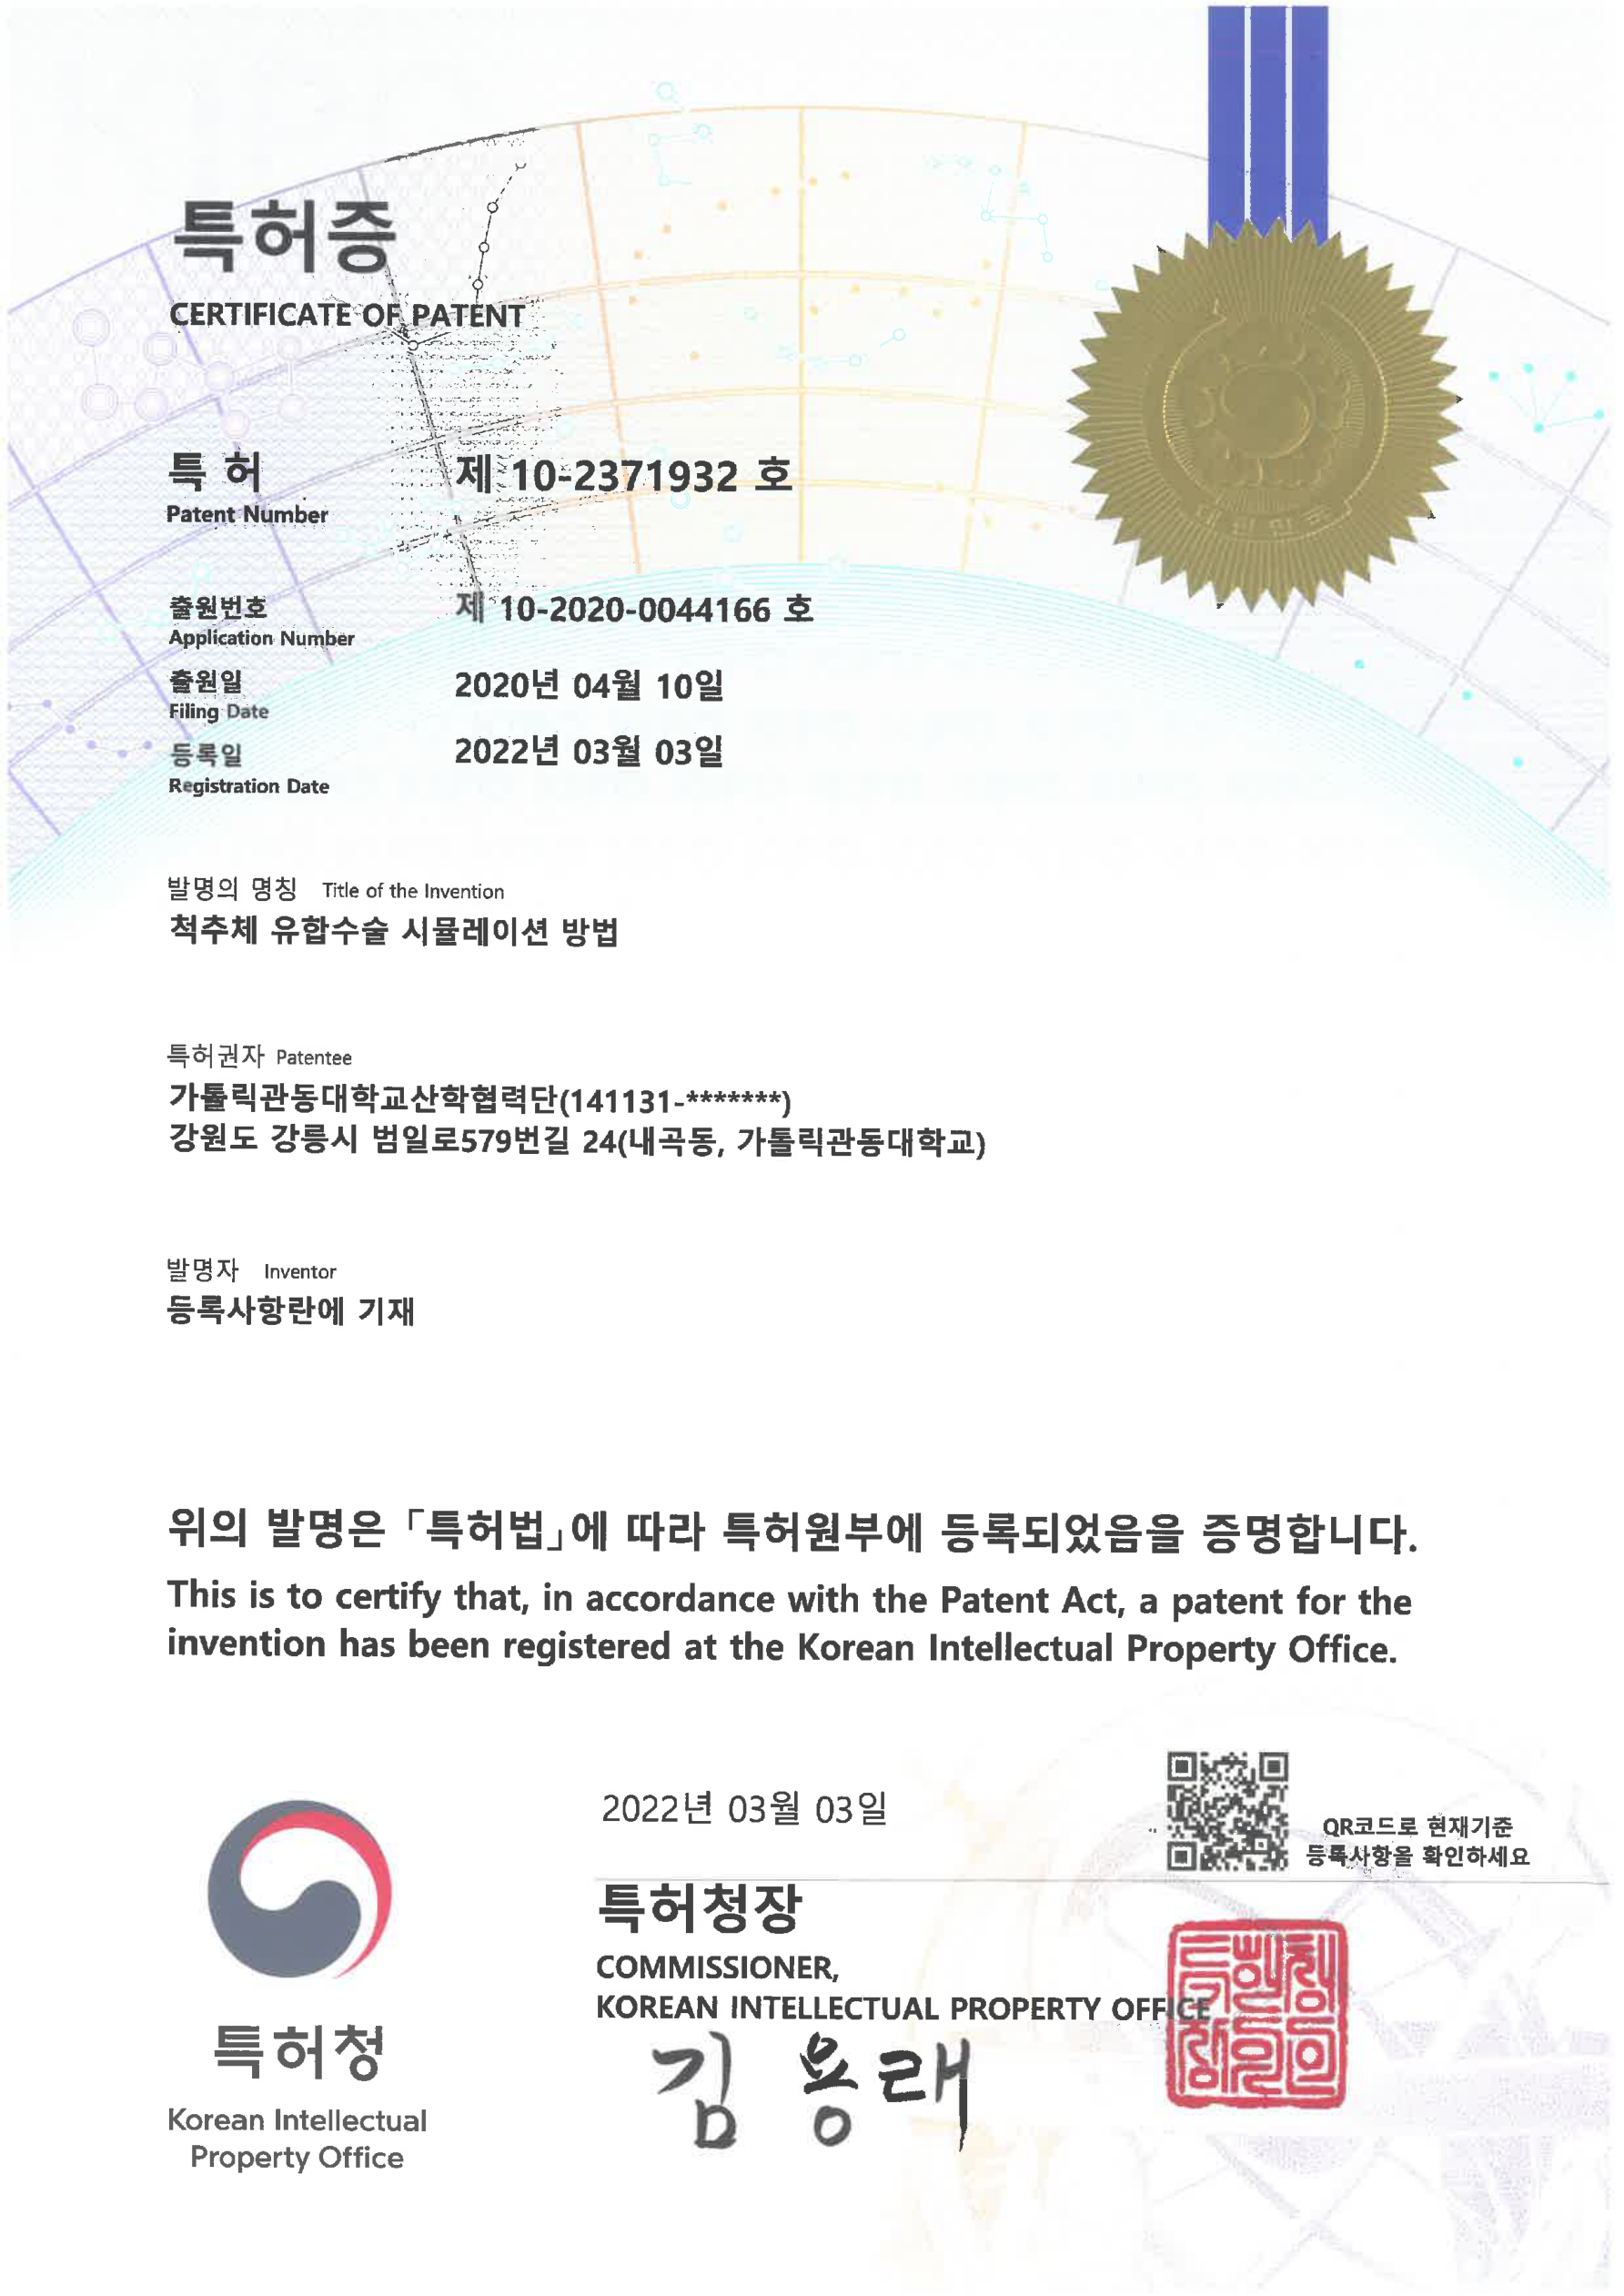 특허증
CERTIFICATE OF PATENT
특 허 제 10-2371932 호
Patent Number
출원번호 제 10-2020-0044166 호
Application Number
출원일 2020년 04월 10일
Filing Date
등록일 2022년 03월 03일
Registration Date
발명의 명칭 Title of the Invention
척추체 유합수술 시뮬레이션 방법
특허권자 Patentee
가톨릭관동대학교산학협력단(141131-*******)
강원도 강릉시 범일로579번길 24(내곡동, 가톨릭관동대학교)
발명자 Inventor
등록사항란에 기재
위의 발명은 「특허법」에 따라 특허원부에 등록되었음을 증명합니다.
This is to certify that, in accordance with the Patent Act, a patent for the
invention has been registered at the Korean Intellectual Property Office.
2022년 03월 03일
QR코드로 현재기준
등록사항을 확인하세요
특허청장
COMMISSIONER,
KOREAN INTELLECTUAL PROPERTY OFFICE
김용래
특허청
Korean Intellectual
Property Office